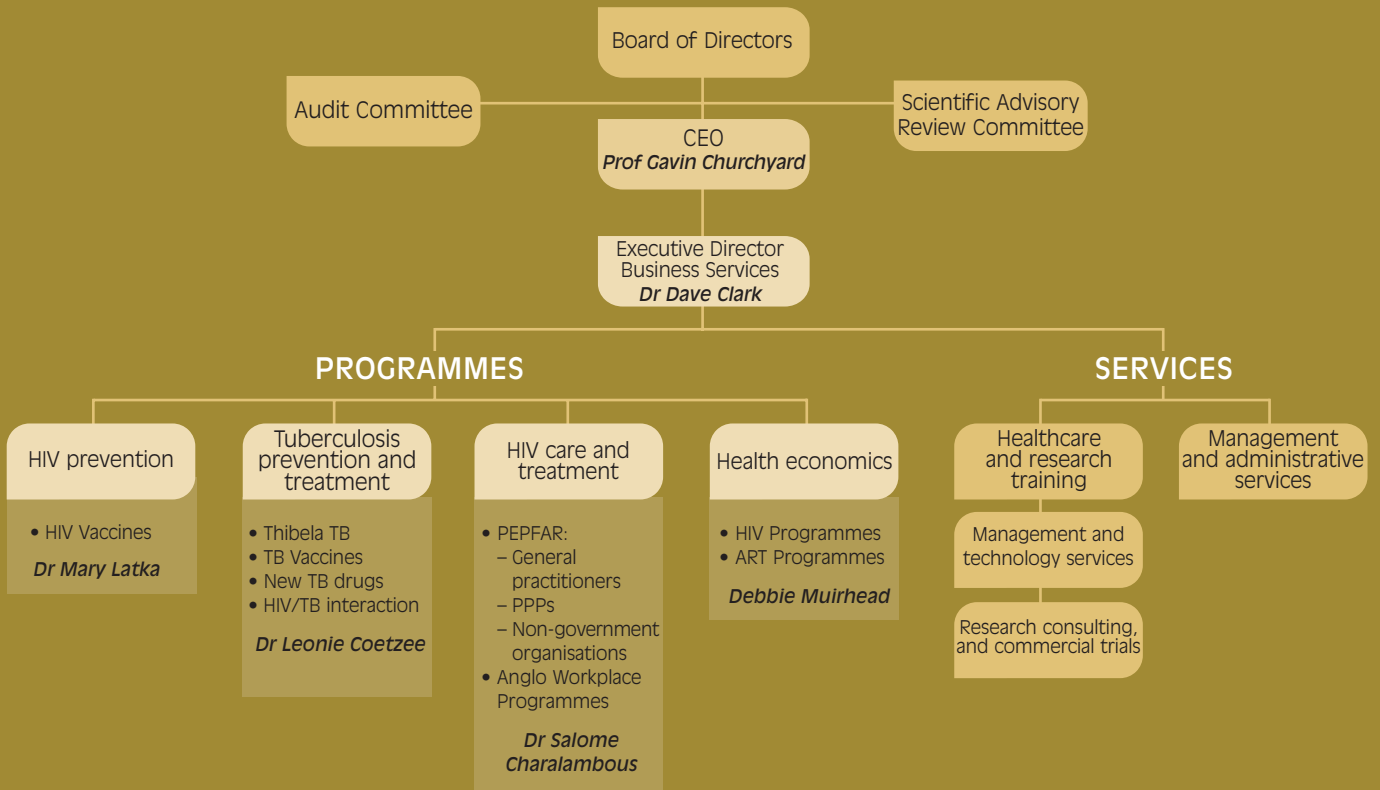 Board of Directors
Audit Committee
Scientific Advisory
Review Committee
CEO
Prof Gavin Churchyard
Executive Director
Business Services
Dr Dave Clark
PROGRAMMES
SERVICES
HIV prevention
• HIV Vaccines
Dr Mary Latka
Tuberculosis
prevention and
treatment
• Thibela TB
• TB Vaccines
• New TB drugs
• HIV/TB interaction
Dr Leonie Coetzee
HIV care and
treatment
• PEPFAR:
– General
practitioners
– PPPs
– Non-government
organisations
• Anglo Workplace
Programmes
Dr Salome
Charalambous
Health economics
• HIV Programmes
• ART Programmes
Debbie Muirhead
Healthcare
and research
training
Management and
technology services
Research consulting,
and commercial trials
Management
and administrative
services